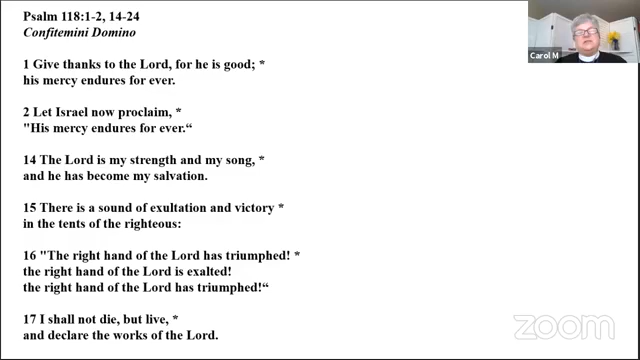 Psalm 118:1-2, 14-24
Confitemini Domino
1 Give thanks to the Lord, for he is good; *
his mercy endures for ever.
2 Let Israel now proclaim, *
"His mercy endures for ever.“
14 The Lord is my strength and my song, *
and he has become my salvation.
15 There is a sound of exultation and victory *
in the tents of the righteous:
16 "The right hand of the Lord has triumphed! *
the right hand of the Lord is exalted!
the right hand of the Lord has triumphed!“
17 I shall not die, but live, *
and declare the works of the Lord.
Carol M
zoom